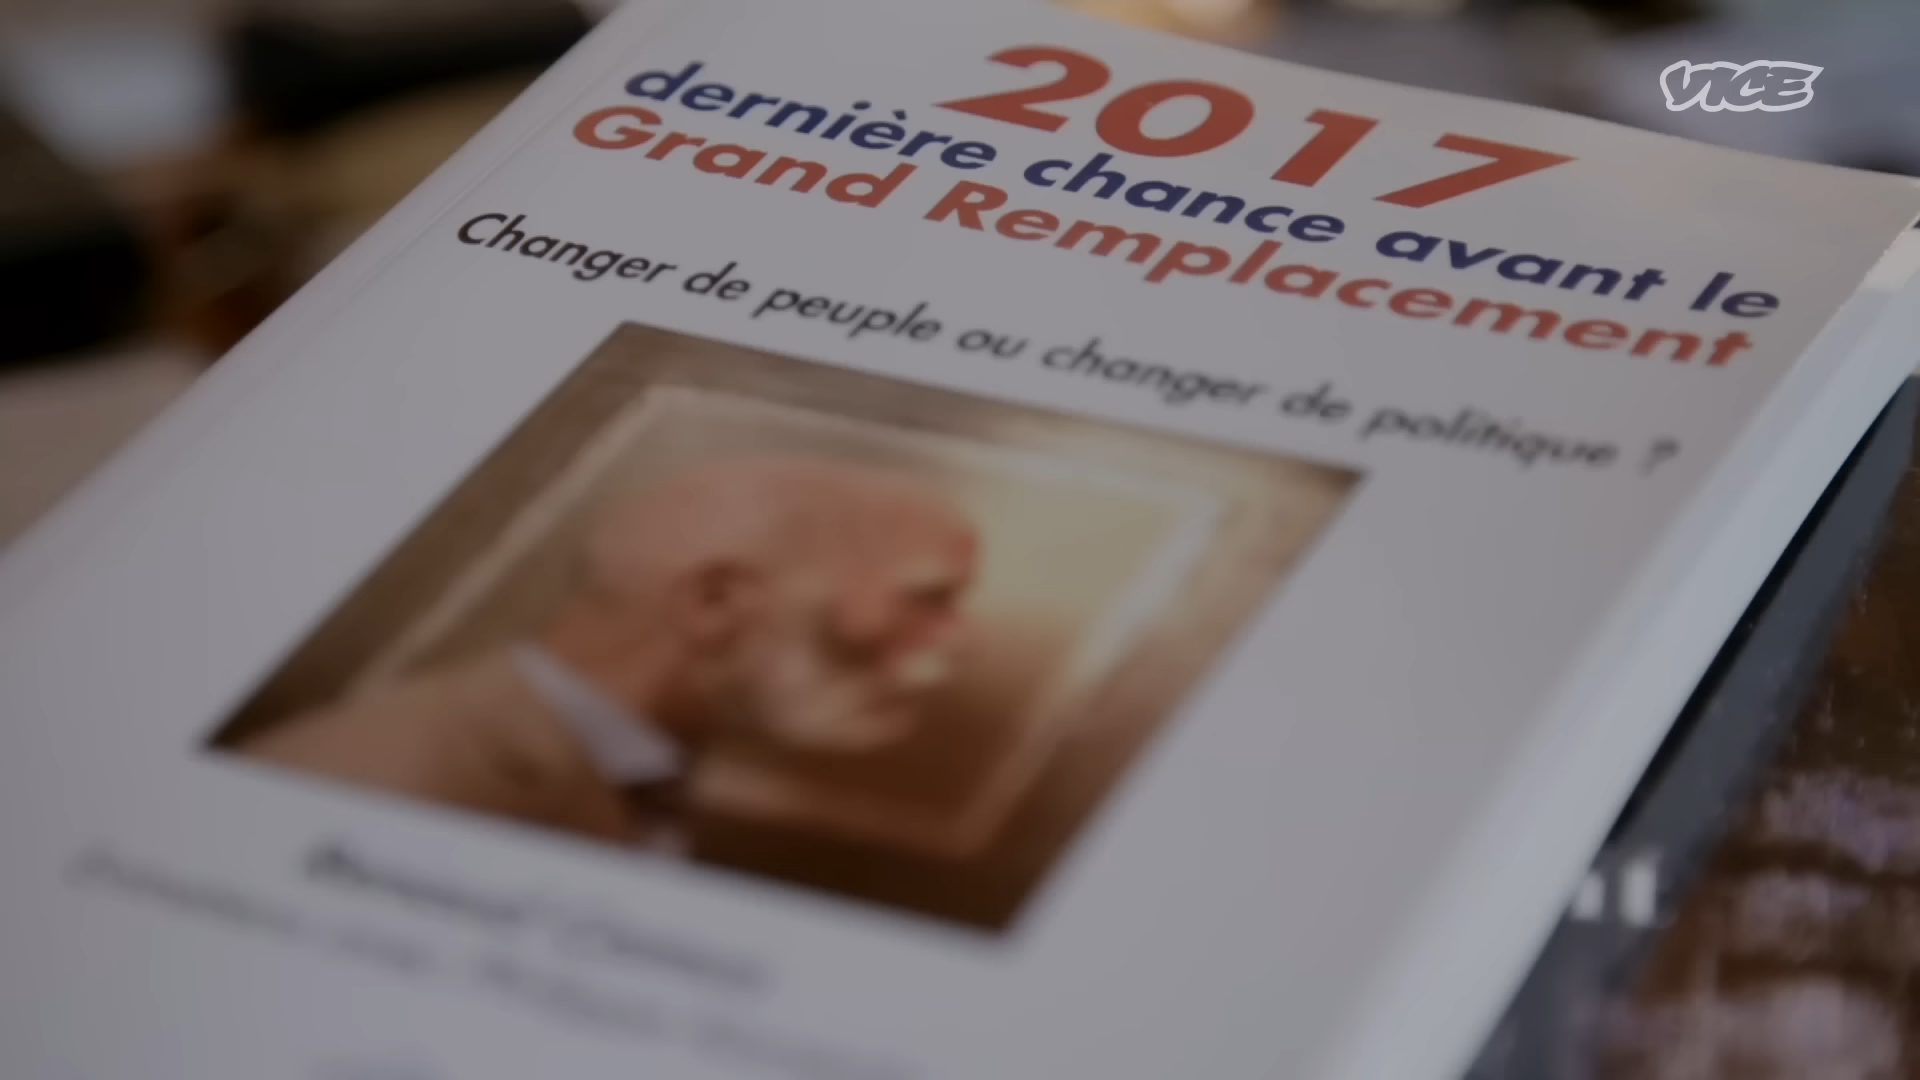 VICE
2017
dernière chance avant le
Grand Remplacement
Changer de peuple ou changer de politique ?